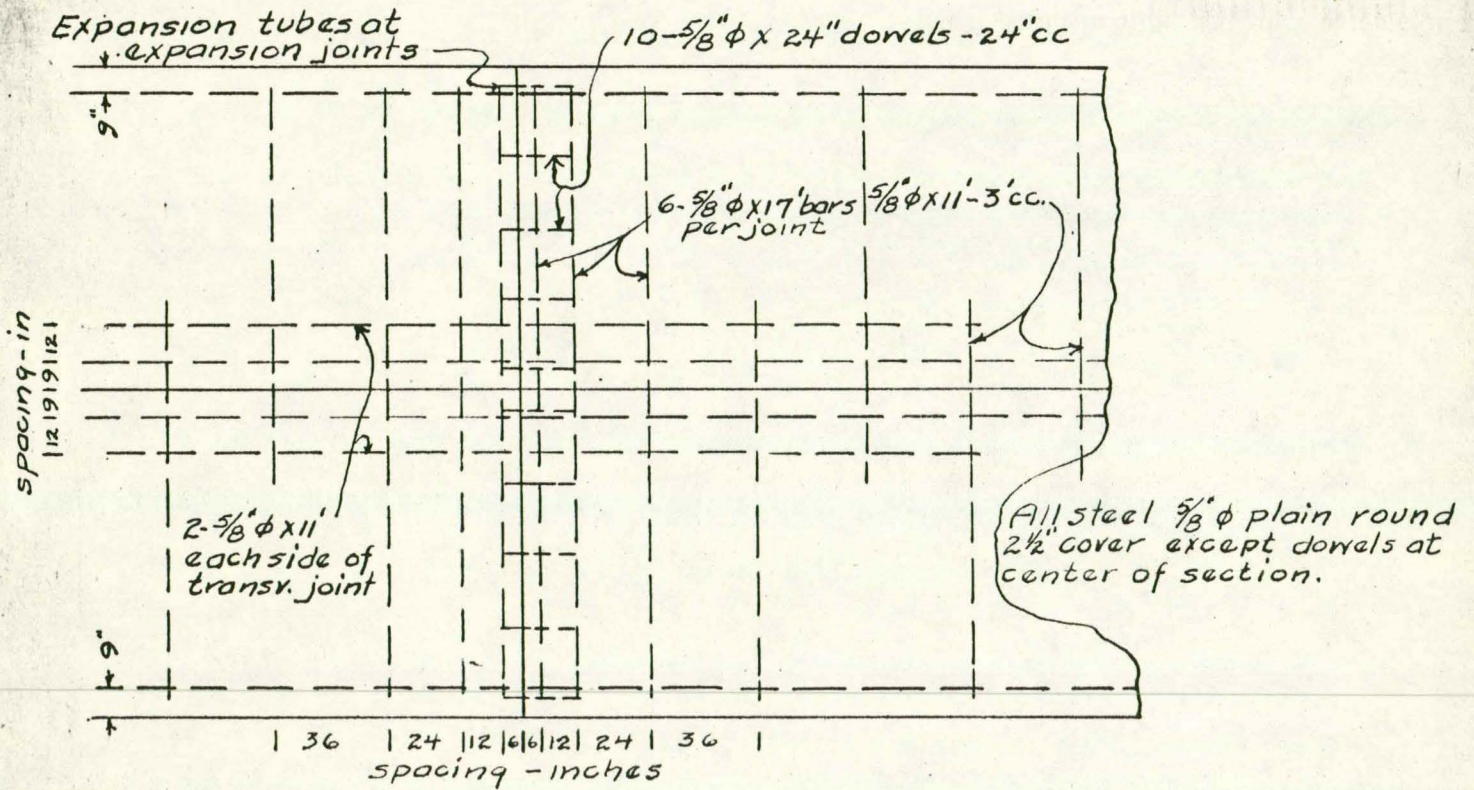 Expansion tubes at
expansion joints
10-5/8" ϕ x 24" dowels - 24" cc
9"
6-5/8" ϕ x 17' bars
per joint
5/8" ϕ x 11' - 3' cc.
spacing - in
|12|9|9|12|
2-5/8" ϕ x 11'
each side of
transv. joint
All steel 5/8" ϕ plain round
2 1/2" cover except dowels at
center of section.
9"
| 36 | 24 |12|6|6|12| 24 | 36 |
spacing - inches